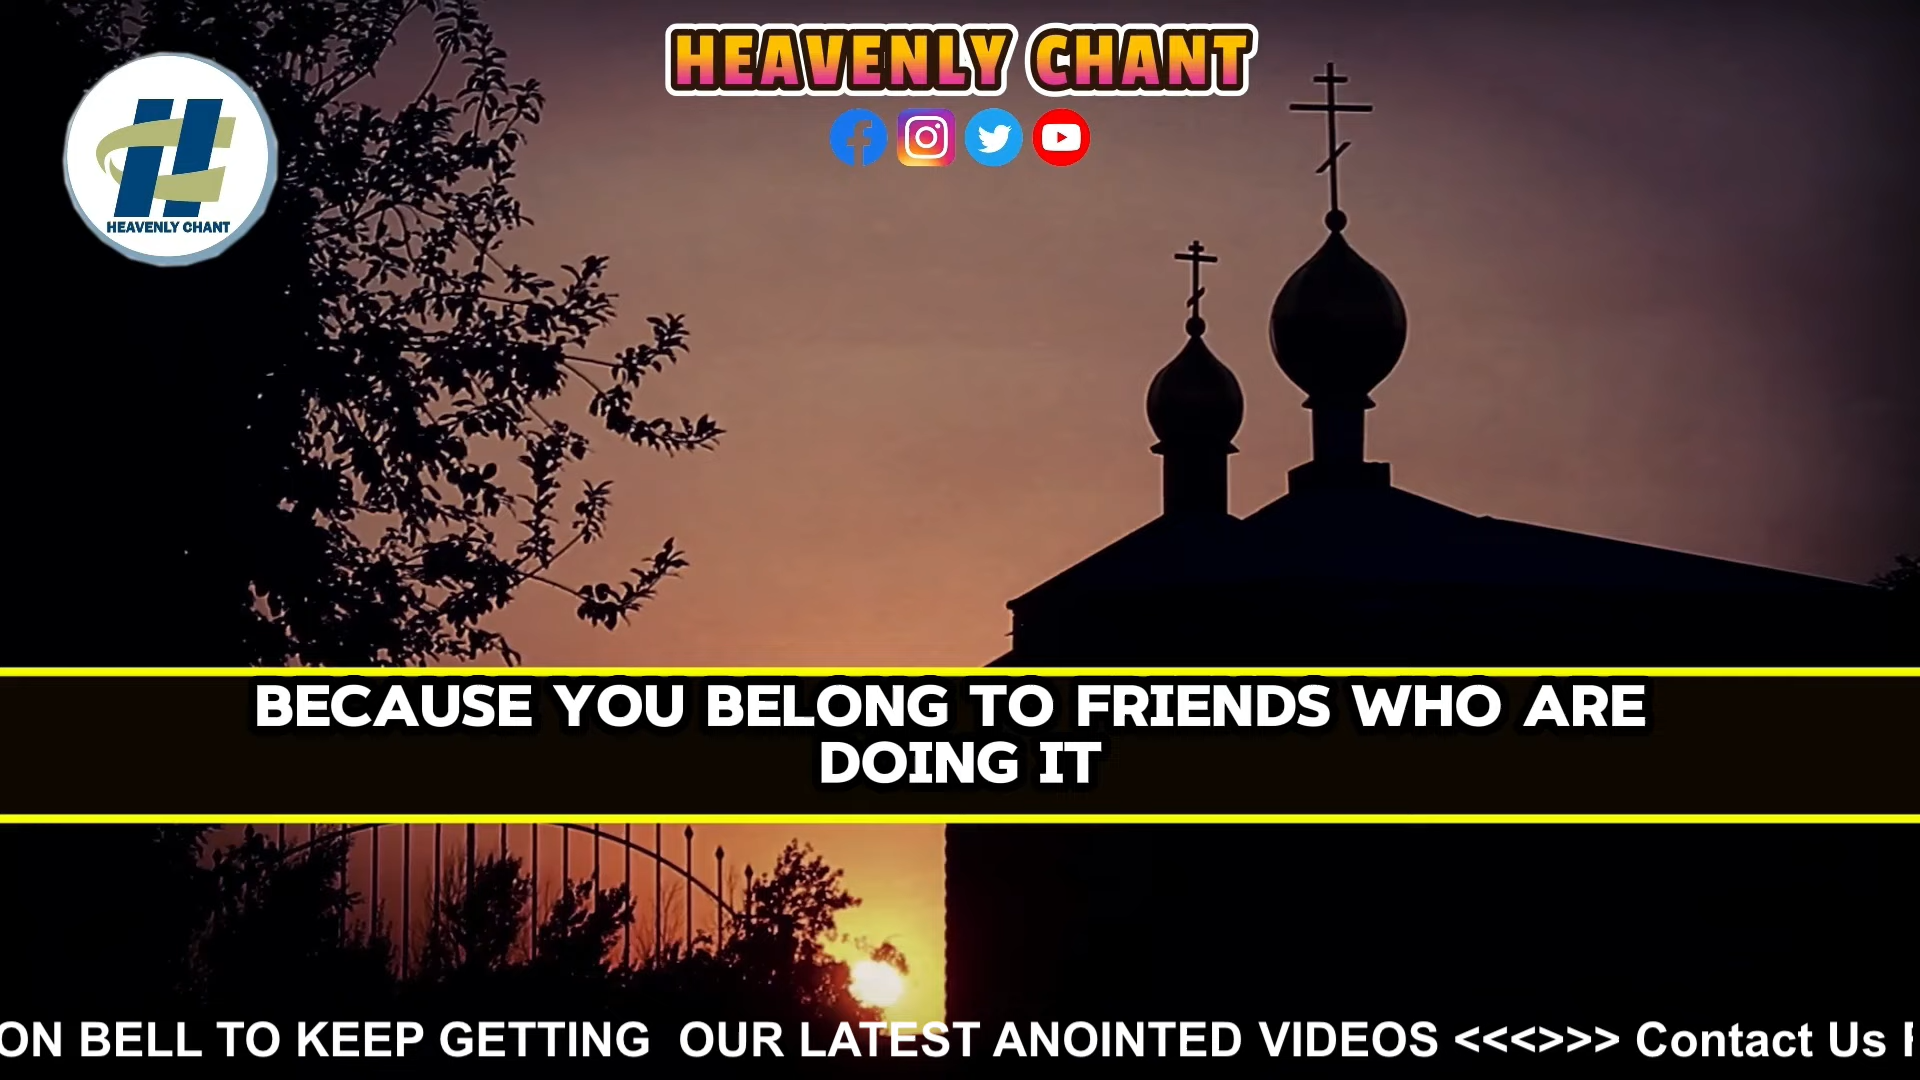 HEAVENLY CHANT
HEAVENLY CHANT
BECAUSE YOU BELONG TO FRIENDS WHO ARE
DOING IT
ON BELL TO KEEP GETTING OUR LATEST ANOINTED VIDEOS <<<>>> Contact Us